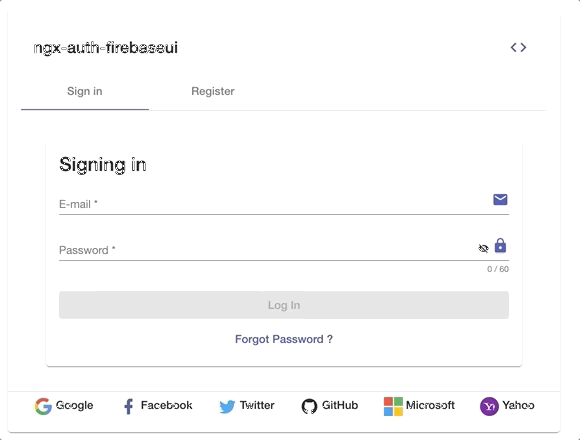 ngx-auth-firebaseui
<>
Sign in
Register
Signing in
E-mail *
Password *
0 / 60
Log In
Forgot Password ?
Google Facebook Twitter GitHub Microsoft Yahoo